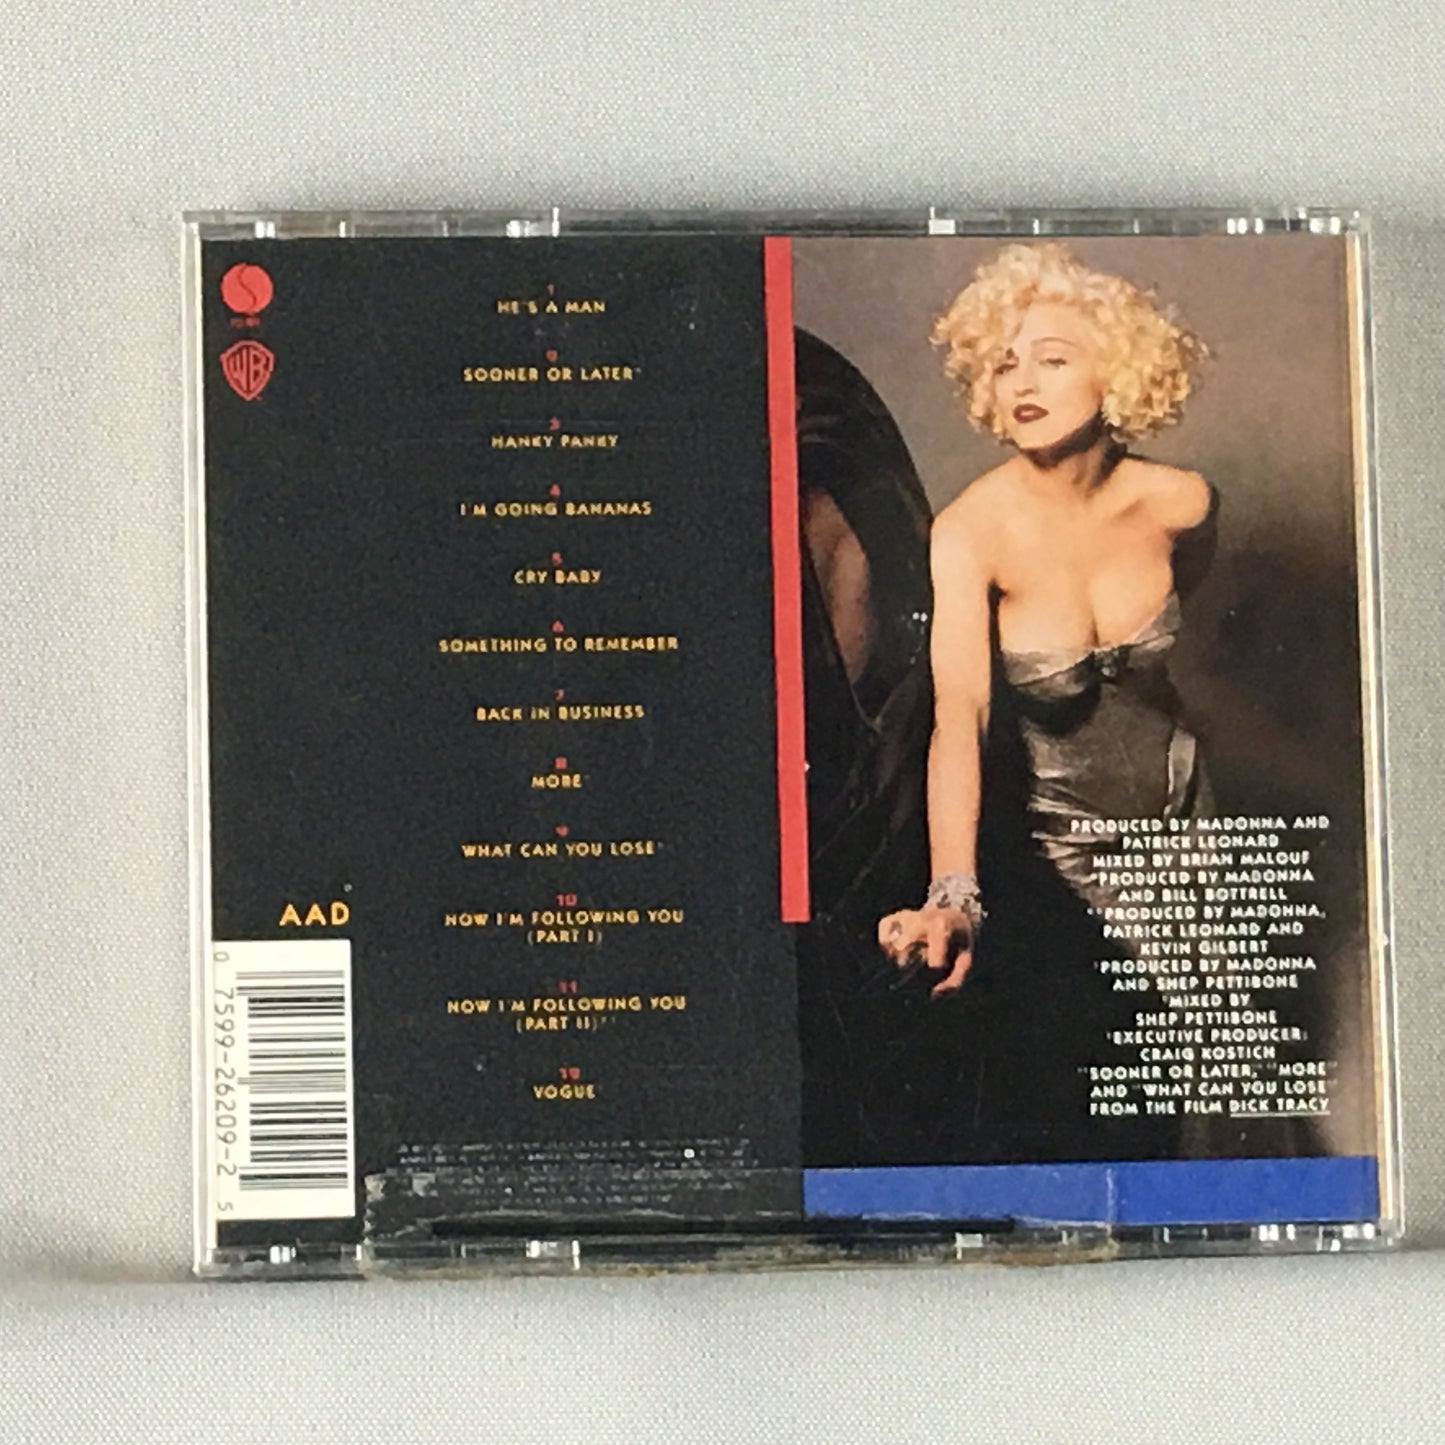 WB
1
HE'S A MAN
2
SOONER OR LATER*
3
HANKY PANKY
4
I'M GOING BANANAS
5
CRY BABY
6
SOMETHING TO REMEMBER
7
BACK IN BUSINESS
8
MORE*
9
WHAT CAN YOU LOSE*
10
NOW I'M FOLLOWING YOU
(PART I)
11
NOW I'M FOLLOWING YOU
(PART II)**
12
VOGUE
AAD
0 7599-26209-2 5
PRODUCED BY MADONNA AND
PATRICK LEONARD
MIXED BY BRIAN MALOUF
*PRODUCED BY MADONNA
AND BILL BOTTRELL
**PRODUCED BY MADONNA,
PATRICK LEONARD AND
KEVIN GILBERT
PRODUCED BY MADONNA
AND SHEP PETTIBONE
MIXED BY
SHEP PETTIBONE
EXECUTIVE PRODUCER:
CRAIG KOSTICH
"SOONER OR LATER," "MORE"
AND "WHAT CAN YOU LOSE"
FROM THE FILM DICK TRACY